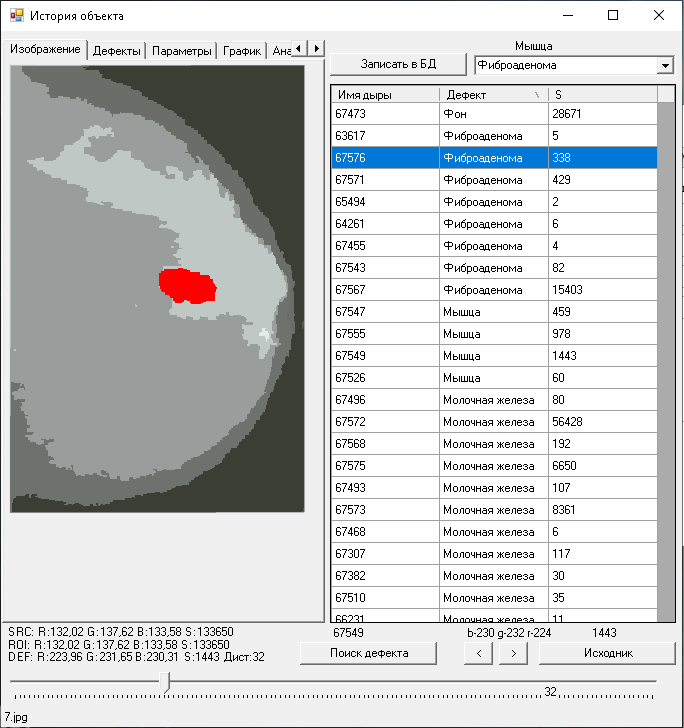 История объекта
Изображение Дефекты Параметры График Ана
Мышца
Записать в БД Фиброаденома
Имя дыры Дефект S
67473 Фон 28671
63617 Фиброаденома 5
67576 Фиброаденома 338
67571 Фиброаденома 429
65494 Фиброаденома 2
64261 Фиброаденома 6
67455 Фиброаденома 4
67543 Фиброаденома 82
67567 Фиброаденома 15403
67547 Мышца 459
67555 Мышца 978
67549 Мышца 1443
67526 Мышца 60
67496 Молочная железа 80
67572 Молочная железа 56428
67568 Молочная железа 192
67575 Молочная железа 6650
67493 Молочная железа 107
67573 Молочная железа 8361
67468 Молочная железа 6
67307 Молочная железа 117
67382 Молочная железа 30
67510 Молочная железа 35
66231 Молочная железа 11
SRC: R:132,02 G:137,62 B:133,58 S:133650
ROI: R:132,02 G:137,62 B:133,58 S:133650
DEF: R:223,96 G:231,65 B:230,31 S:1443 Дист:32
67549 b-230 g-232 r-224 1443
Поиск дефекта < > Исходник
32
7.jpg